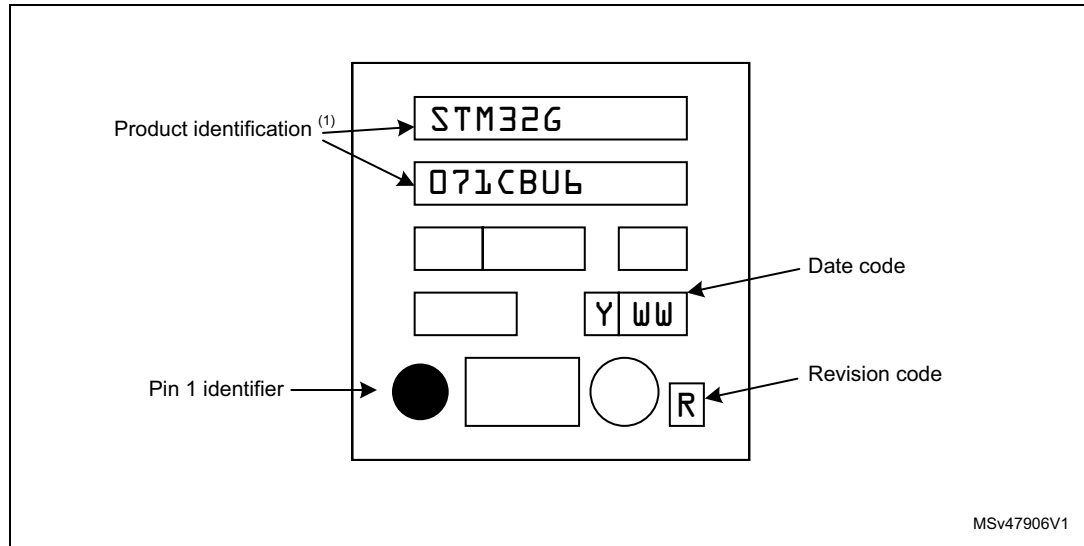 STM32G
Product identification (1)
071CBU6
Date code
Y WW
Pin 1 identifier
Revision code
R
MSv47906V1